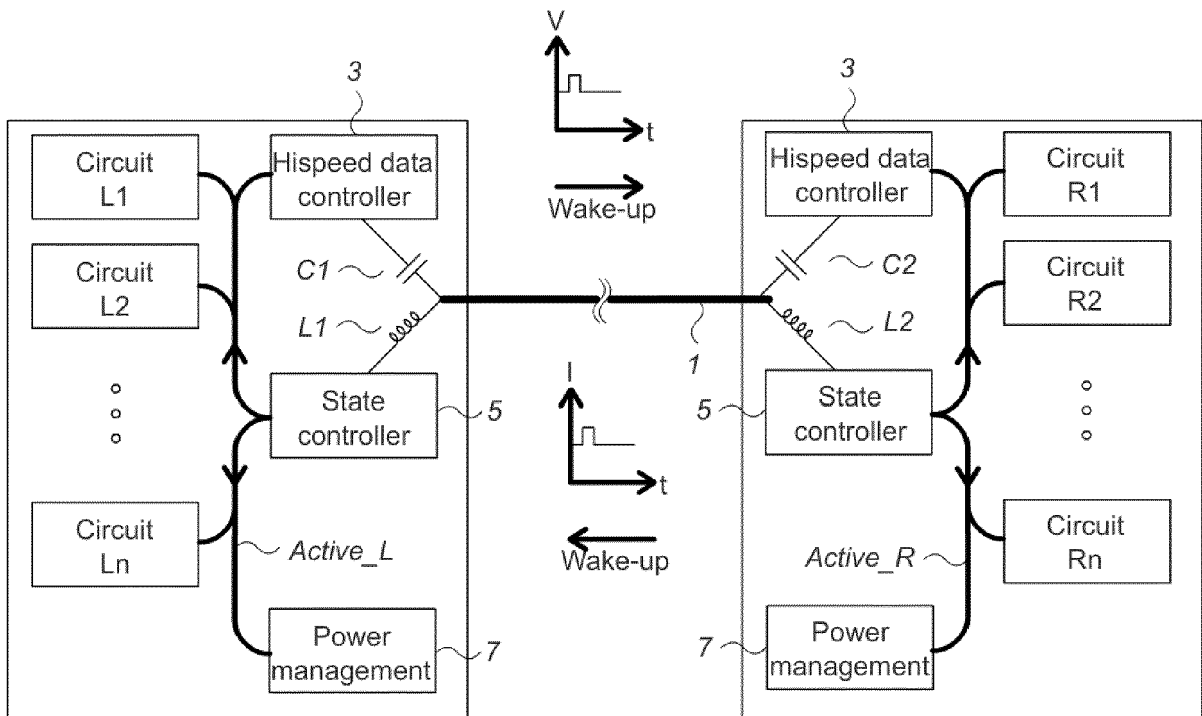 V
t
Wake-up
3
Circuit
L1
Hispeed data
controller
Circuit
L2
C1
L1
State
controller
5
Circuit
Ln
Active_L
Power
management
7
1
I
t
Wake-up
3
Hispeed data
controller
Circuit
R1
C2
L2
Circuit
R2
5
State
controller
Circuit
Rn
Active_R
7
Power
management